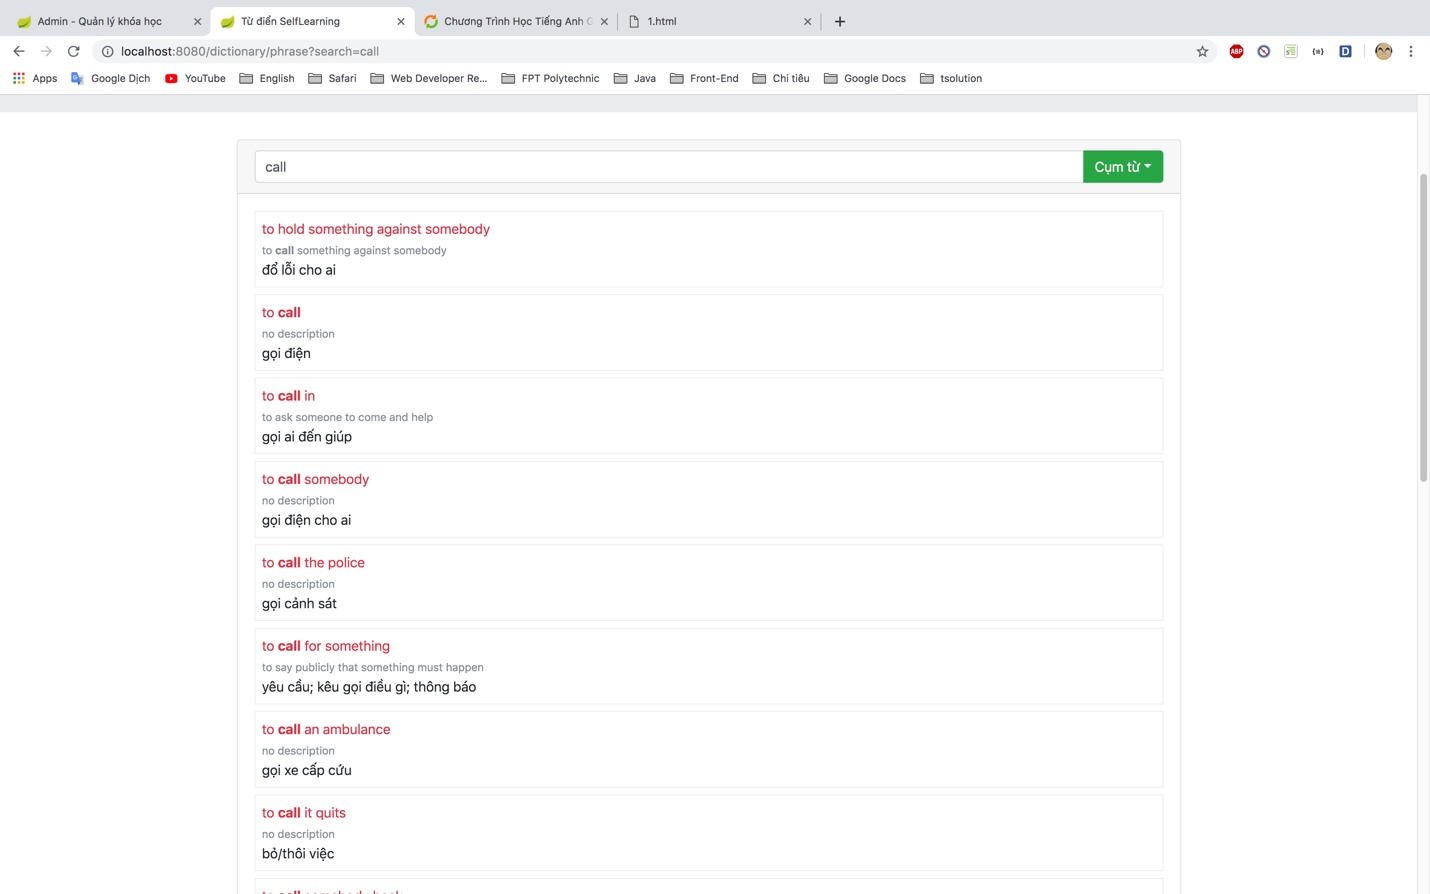 Admin - Quản lý khóa học
Từ điển SelfLearning
Chương Trình Học Tiếng Anh G
1.html
localhost:8080/dictionary/phrase?search=call
ABP
D
Apps
Google Dịch
YouTube
English
Safari
Web Developer Re...
FPT Polytechnic
Java
Front-End
Chi tiêu
Google Docs
tsolution
call
Cụm từ
to hold something against somebody
to call something against somebody
đổ lỗi cho ai
to call
no description
gọi điện
to call in
to ask someone to come and help
gọi ai đến giúp
to call somebody
no description
gọi điện cho ai
to call the police
no description
gọi cảnh sát
to call for something
to say publicly that something must happen
yêu cầu; kêu gọi điều gì; thông báo
to call an ambulance
no description
gọi xe cấp cứu
to call it quits
no description
bỏ/thôi việc
to call somebody back